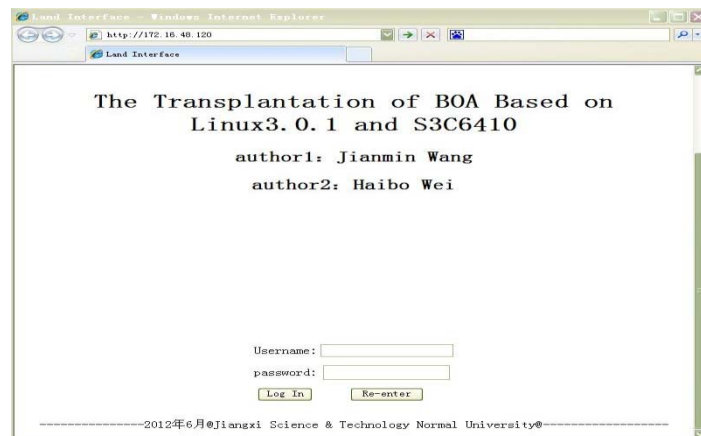 Land Interface - Windows Internet Explorer
http://172.16.48.120
Land Interface
The Transplantation of BOA Based on
Linux3.0.1 and S3C6410
author1: Jianmin Wang
author2: Haibo Wei
Username:
password:
Log In Re-enter
----------------2012年6月@Jiangxi Science & Technology Normal University@-------------------